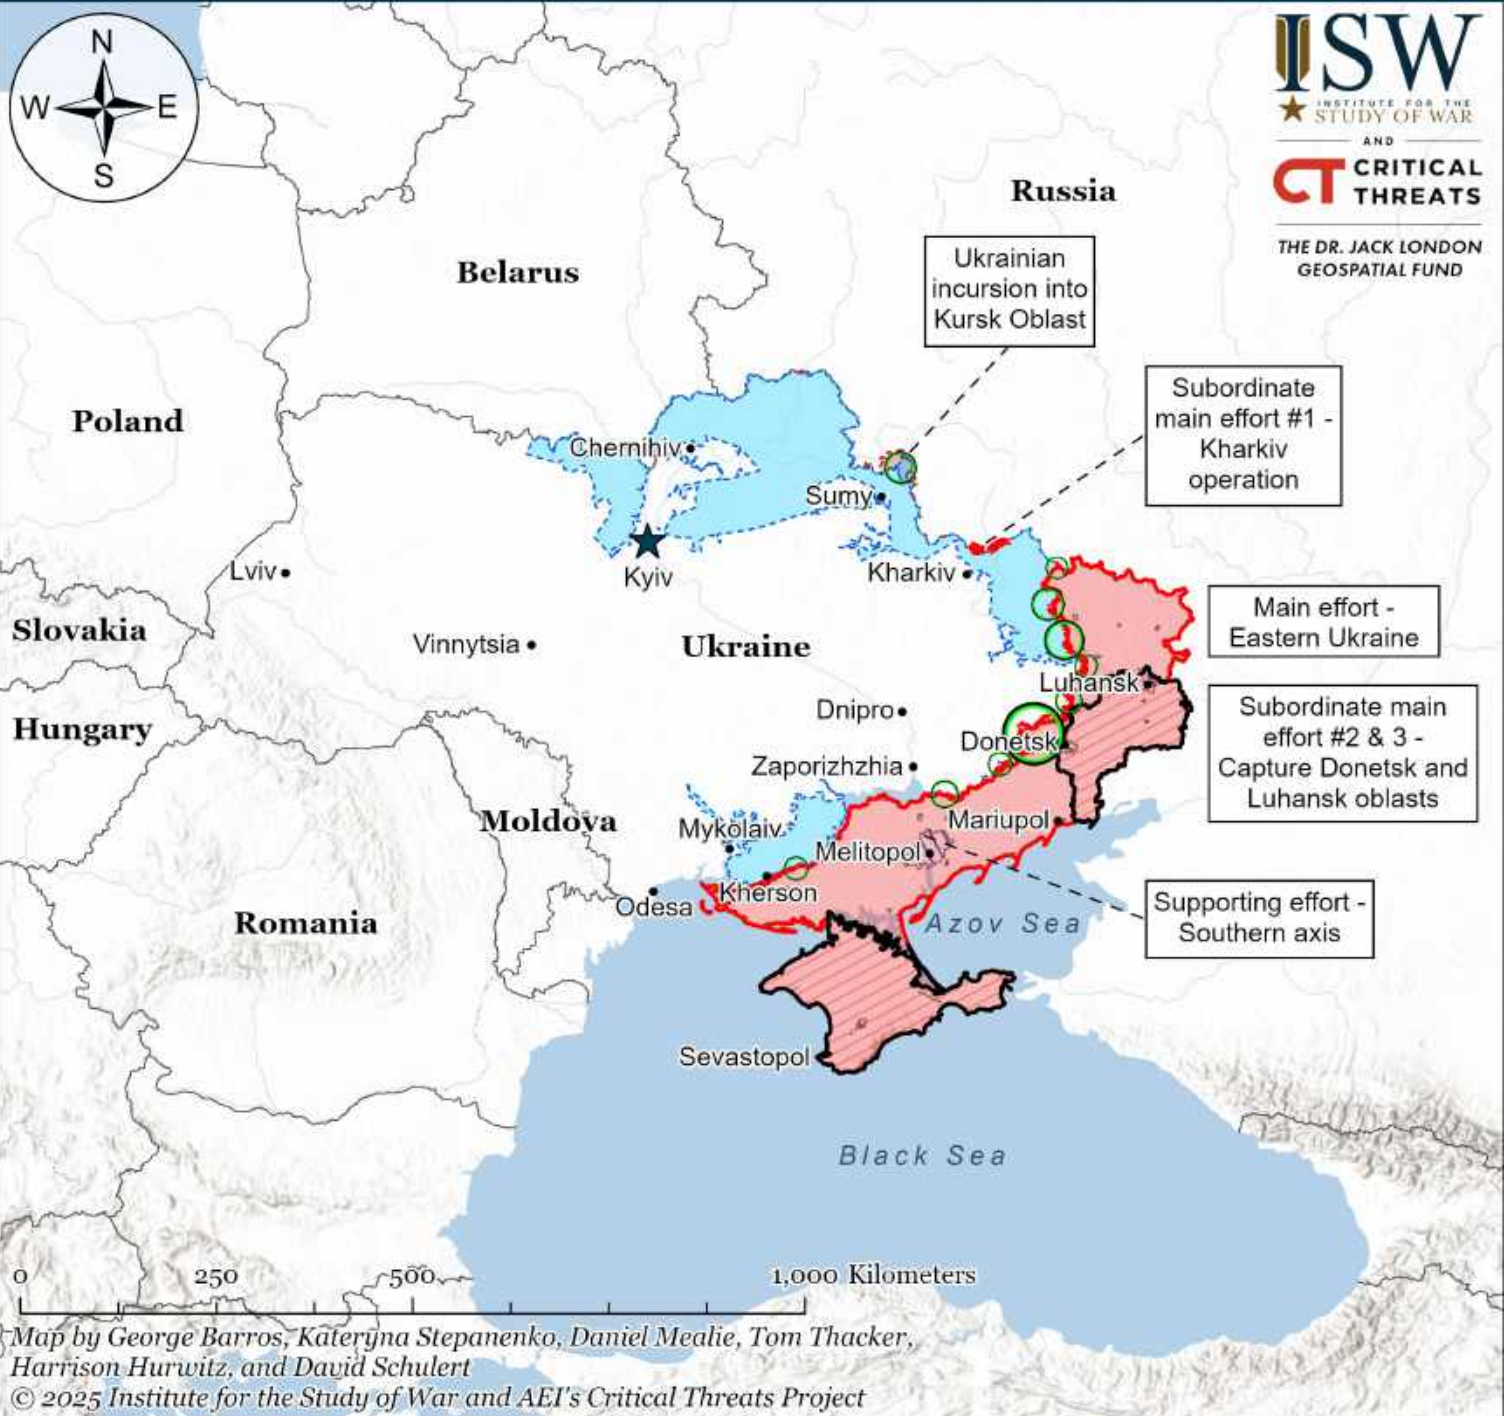 N
W
E
S
ISW
INSTITUTE FOR THE
STUDY OF WAR
AND
CT CRITICAL
THREATS
THE DR. JACK LONDON
GEOSPATIAL FUND
Russia
Ukrainian
incursion into
Kursk Oblast
Belarus
Subordinate
main effort #1 -
Kharkiv
operation
Poland
Chernihiv
Sumy
Lviv
Kyiv
Kharkiv
Main effort -
Eastern Ukraine
Slovakia
Vinnytsia
Ukraine
Luhansk
Subordinate main
effort #2 & 3 -
Capture Donetsk and
Luhansk oblasts
Hungary
Dnipro
Donetsk
Zaporizhzhia
Moldova
Mykolaiv
Mariupol
Melitopol
Kherson
Odesa
Romania
Azov Sea
Supporting effort -
Southern axis
Sevastopol
Black Sea
0 250 500 1,000 Kilometers
Map by George Barros, Kateryna Stepanenko, Daniel Mealie, Tom Thacker,
Harrison Hurwitz, and David Schulert
© 2025 Institute for the Study of War and AEI's Critical Threats Project